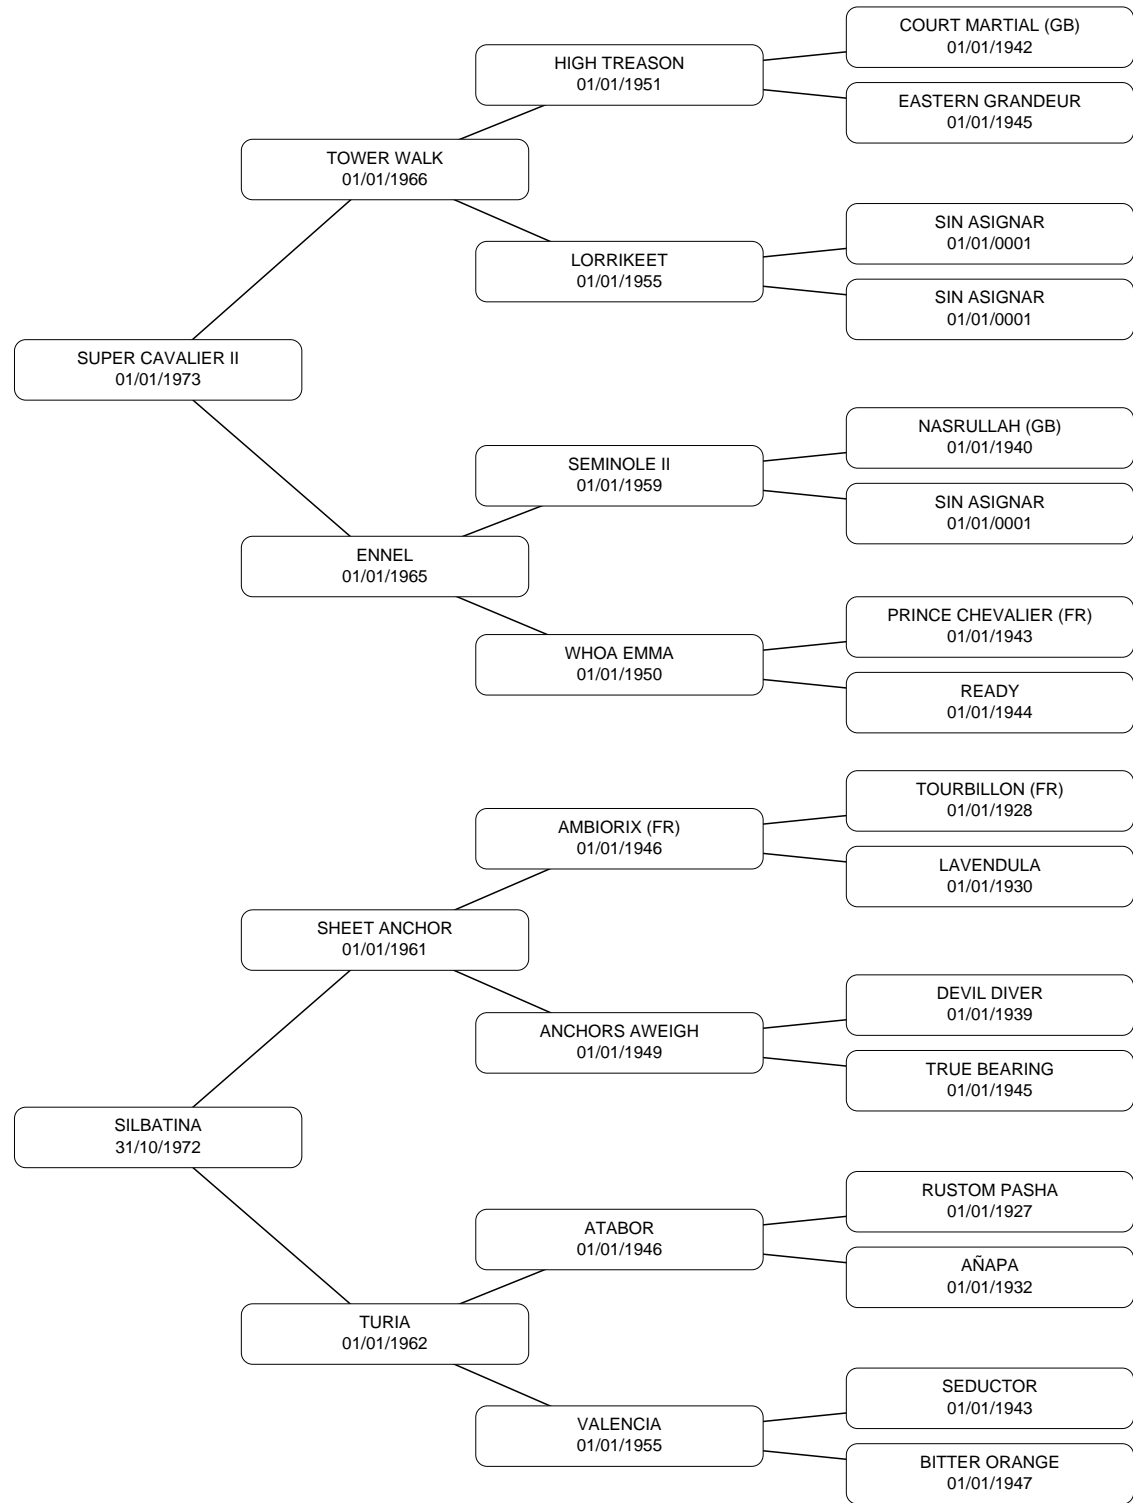 COURT MARTIAL (GB)
01/01/1942
HIGH TREASON
01/01/1951
EASTERN GRANDEUR
01/01/1945
TOWER WALK
01/01/1966
SIN ASIGNAR
01/01/0001
LORRIKEET
01/01/1955
SIN ASIGNAR
01/01/0001
SUPER CAVALIER II
01/01/1973
NASRULLAH (GB)
01/01/1940
SEMINOLE II
01/01/1959
SIN ASIGNAR
01/01/0001
ENNEL
01/01/1965
PRINCE CHEVALIER (FR)
01/01/1943
WHOA EMMA
01/01/1950
READY
01/01/1944
TOURBILLON (FR)
01/01/1928
AMBIORIX (FR)
01/01/1946
LAVENDULA
01/01/1930
SHEET ANCHOR
01/01/1961
DEVIL DIVER
01/01/1939
ANCHORS AWEIGH
01/01/1949
TRUE BEARING
01/01/1945
SILBATINA
31/10/1972
RUSTOM PASHA
01/01/1927
ATABOR
01/01/1946
AÑAPA
01/01/1932
TURIA
01/01/1962
SEDUCTOR
01/01/1943
VALENCIA
01/01/1955
BITTER ORANGE
01/01/1947